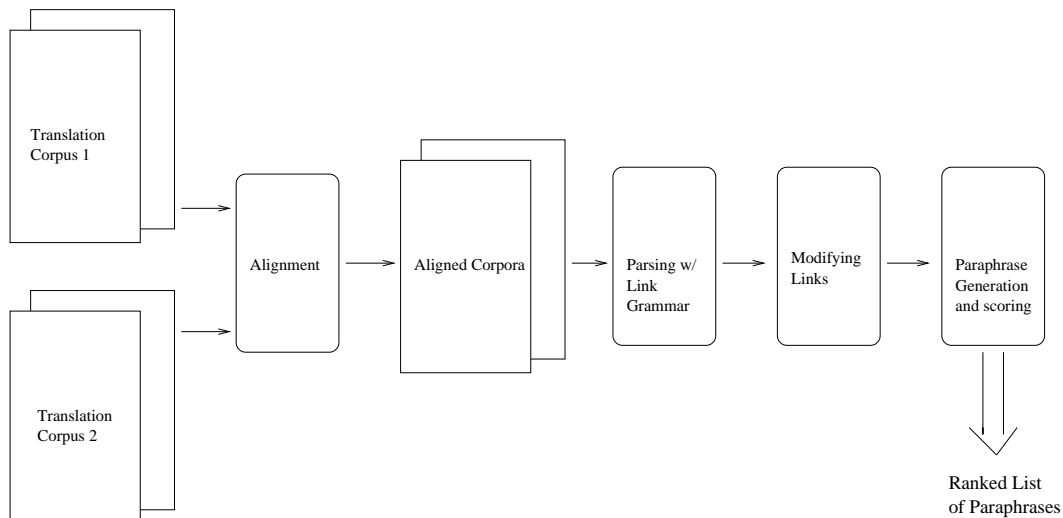 Translation
Corpus 1
Translation
Corpus 2
Alignment
Aligned Corpora
Parsing w/
Link
Grammar
Modifying
Links
Paraphrase
Generation
and scoring
Ranked List
of Paraphrases